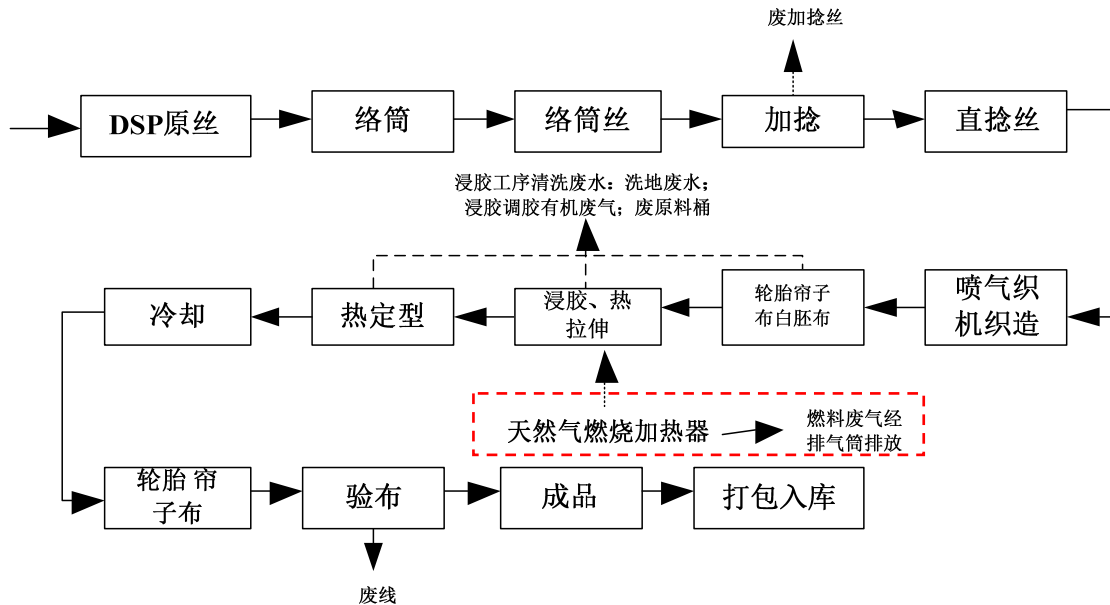 废加捻丝
DSP原丝
络筒
络筒丝
加捻
直捻丝
浸胶工序清洗废水：洗地废水；
浸胶调胶有机废气；废原料桶
冷却
热定型
浸胶、热
拉伸
轮胎帘子
布白胚布
喷气织
机织造
天然气燃烧加热器
燃料废气经
排气筒排放
轮胎 帘
子布
验布
成品
打包入库
废线